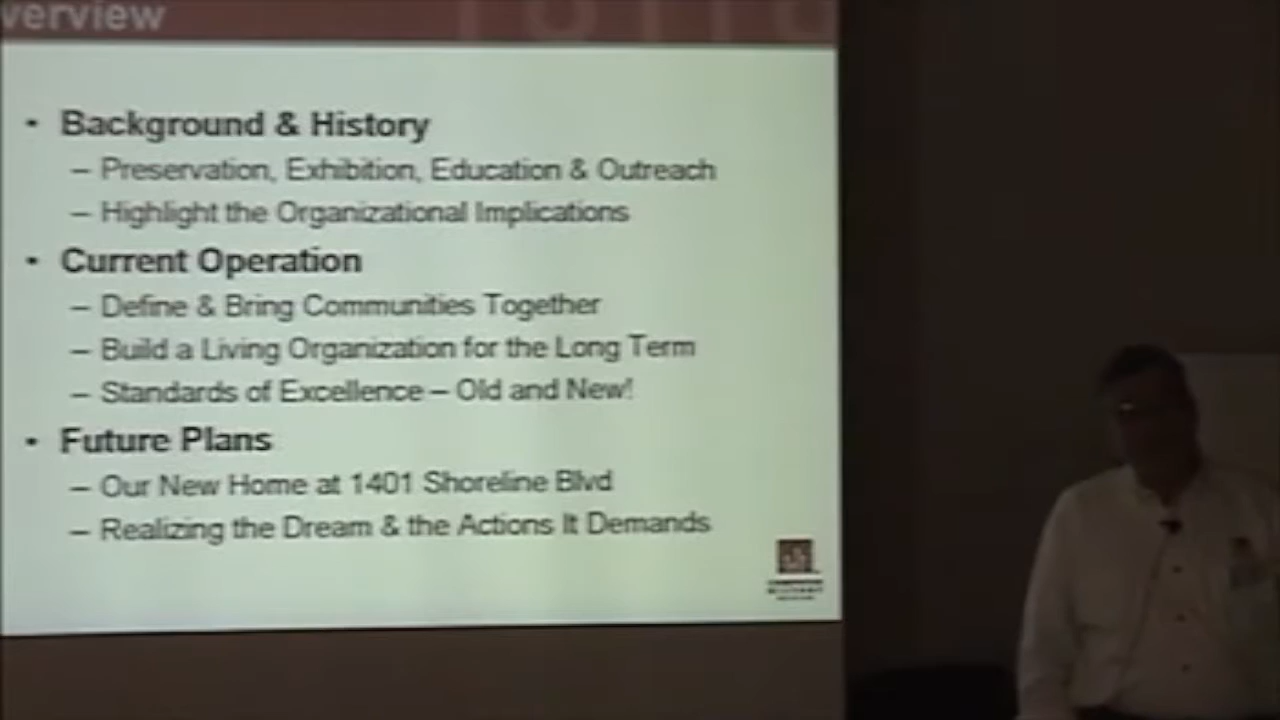 verview
• Background & History
– Preservation, Exhibition, Education & Outreach
– Highlight the Organizational Implications
• Current Operation
– Define & Bring Communities Together
– Build a Living Organization for the Long Term
– Standards of Excellence – Old and New!
• Future Plans
– Our New Home at 1401 Shoreline Blvd
– Realizing the Dream & the Actions It Demands